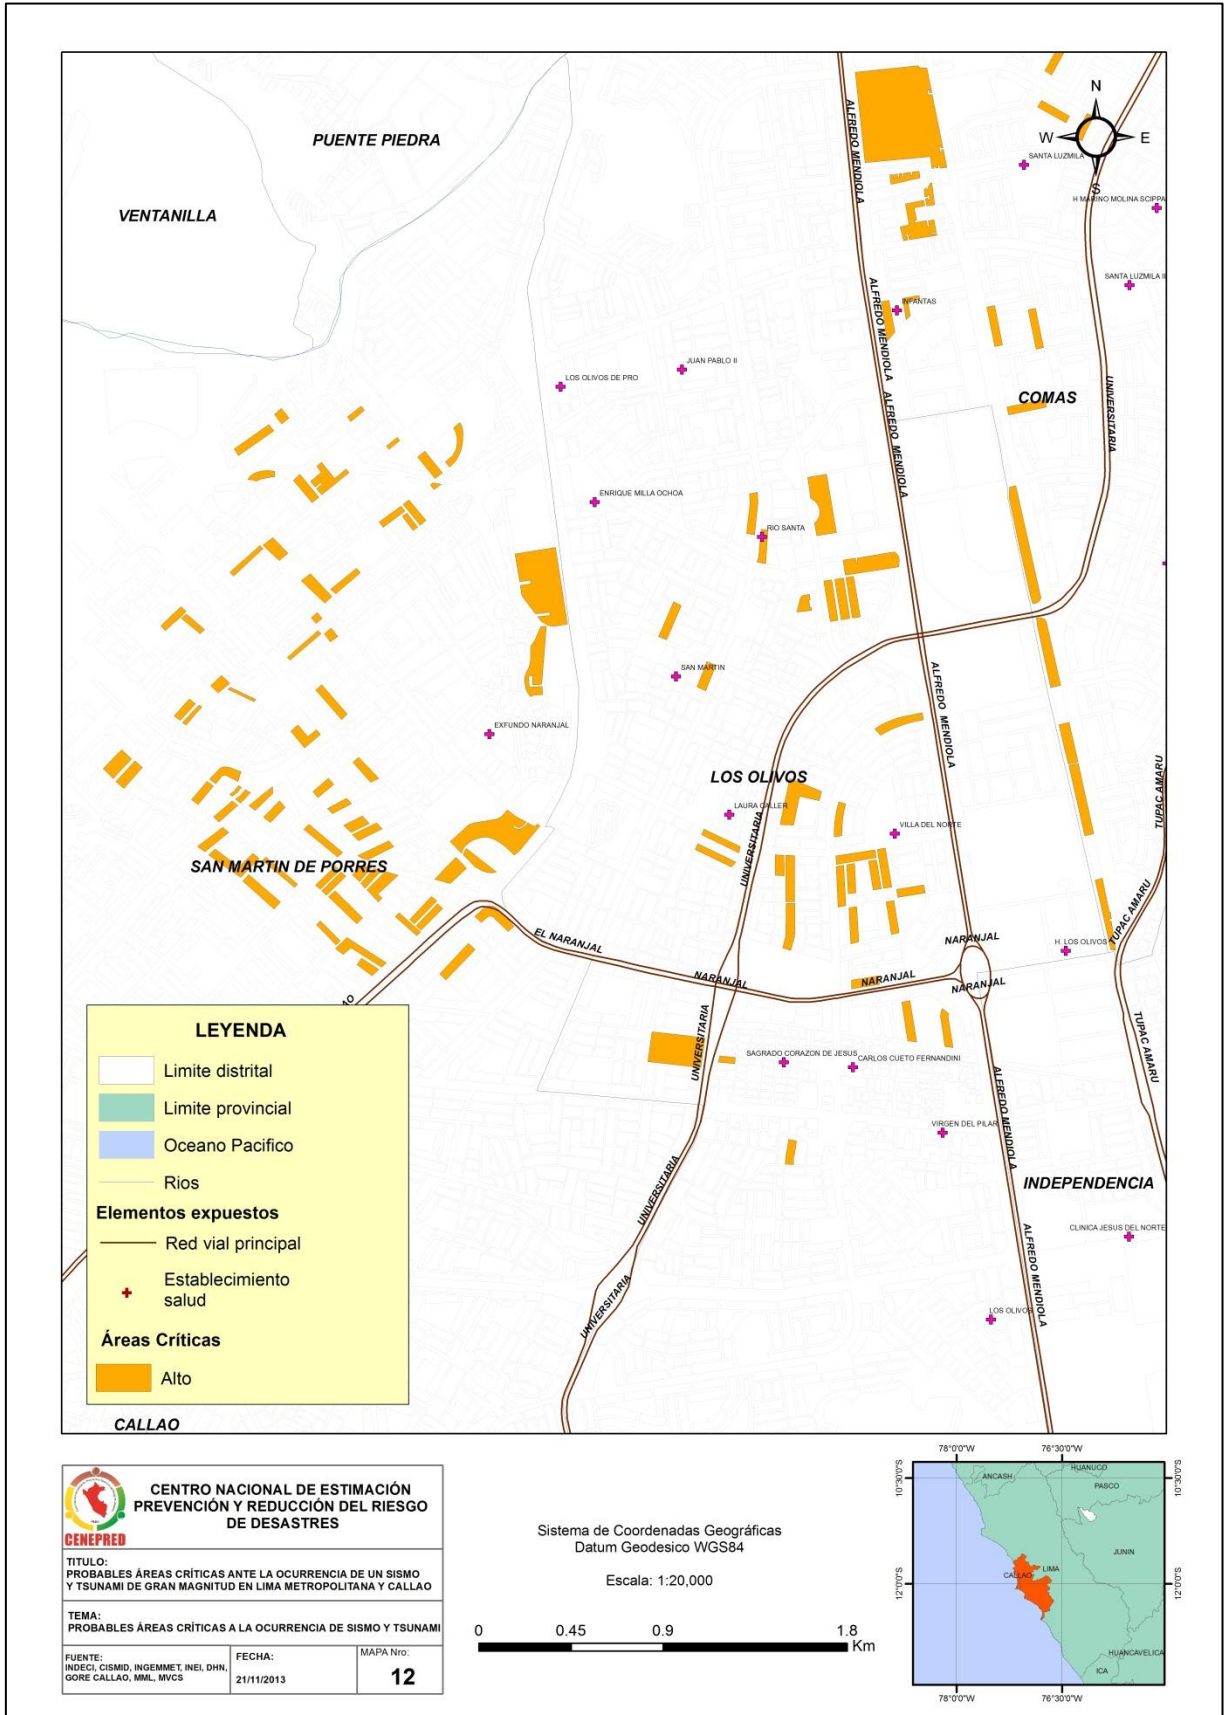 PUENTE PIEDRA
VENTANILLA
ALFREDO MENDIOLA
N
W
E
S
SANTA LUZMILA
H MARINO MOLINA SCIPPA
SANTA LUZMILA II
ALFREDO MENDIOLA
INFANTAS
JUAN PABLO II
LOS OLIVOS DE PRO
COMAS
UNIVERSITARIA
ALFREDO MENDIOLA
ENRIQUE MILLA OCHOA
RIO SANTA
SAN MARTIN
ALFREDO MENDIOLA
EXFUNDO NARANJAL
LOS OLIVOS
TUPAC AMARU
LAURA CALLER
VILLA DEL NORTE
UNIVERSITARIA
SAN MARTIN DE PORRES
TUPAC AMARU
EL NARANJAL
NARANJAL
H. LOS OLIVOS
NARANJAL
NARANJAL
NARANJAL
AO
UNIVERSITARIA
TUPAC AMARU
SAGRADO CORAZON DE JESUS
CARLOS CUETO FERNANDINI
ALFREDO MENDIOLA
VIRGEN DEL PILAR
UNIVERSITARIA
INDEPENDENCIA
CLINICA JESUS DEL NORTE
ALFREDO MENDIOLA
UNIVERSITARIA
LOS OLIVOS
LEYENDA
Limite distrital
Limite provincial
Oceano Pacifico
Rios
Elementos expuestos
Red vial principal
Establecimiento
salud
Áreas Críticas
Alto
CALLAO
CENEPRED
CENTRO NACIONAL DE ESTIMACIÓN
PREVENCIÓN Y REDUCCIÓN DEL RIESGO
DE DESASTRES
TITULO:
PROBABLES ÁREAS CRÍTICAS ANTE LA OCURRENCIA DE UN SISMO
Y TSUNAMI DE GRAN MAGNITUD EN LIMA METROPOLITANA Y CALLAO
TEMA:
PROBABLES ÁREAS CRÍTICAS A LA OCURRENCIA DE SISMO Y TSUNAMI
FUENTE:
INDECI, CISMID, INGEMMET, INEI, DHN,
GORE CALLAO, MML, MVCS
FECHA:
21/11/2013
MAPA Nro:
12
Sistema de Coordenadas Geográficas
Datum Geodesico WGS84
Escala: 1:20,000
0 0.45 0.9 1.8
Km
78°0'0"W 76°30'0"W
10°30'0"S
10°30'0"S
ANCASH
HUANUCO
PASCO
JUNIN
LIMA
CALLAO
12°0'0"S
12°0'0"S
HUANCAVELICA
ICA
78°0'0"W 76°30'0"W